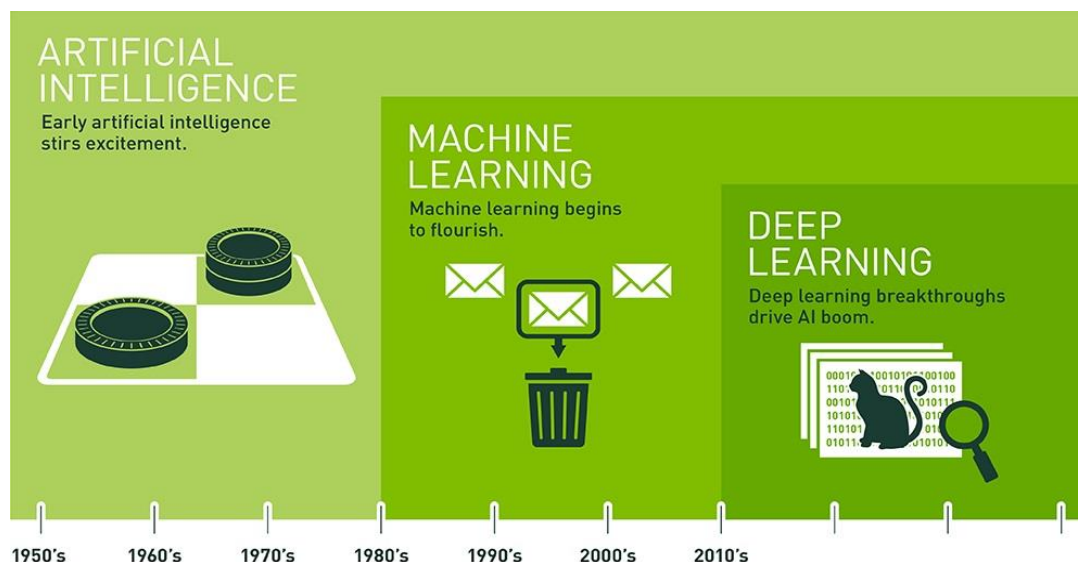 ARTIFICIAL
INTELLIGENCE
Early artificial intelligence
stirs excitement.
MACHINE
LEARNING
Machine learning begins
to flourish.
DEEP
LEARNING
Deep learning breakthroughs
drive AI boom.
1950's 1960's 1970's 1980's 1990's 2000's 2010's